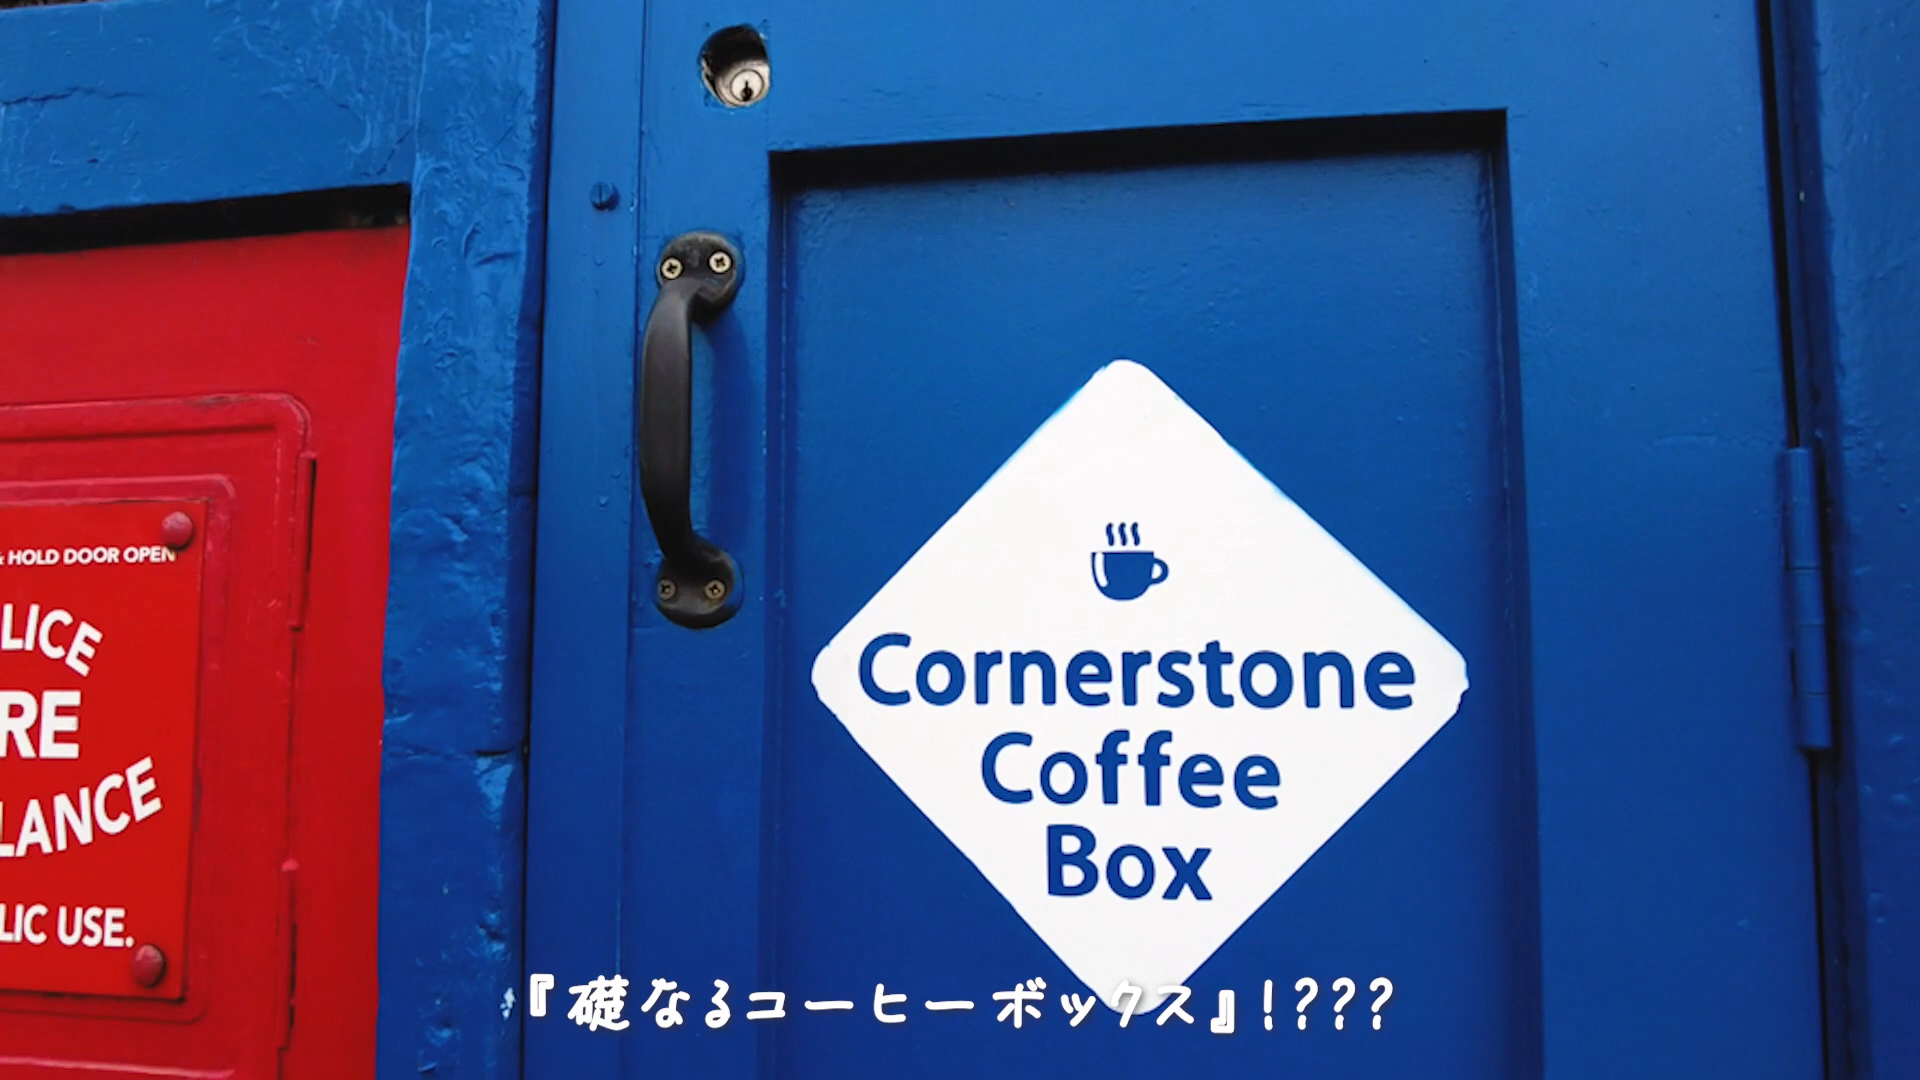 & HOLD DOOR OPEN
LICE
RE
LANCE
LIC USE.
Cornerstone
Coffee
Box
『礎なるコーヒーボックス』!???